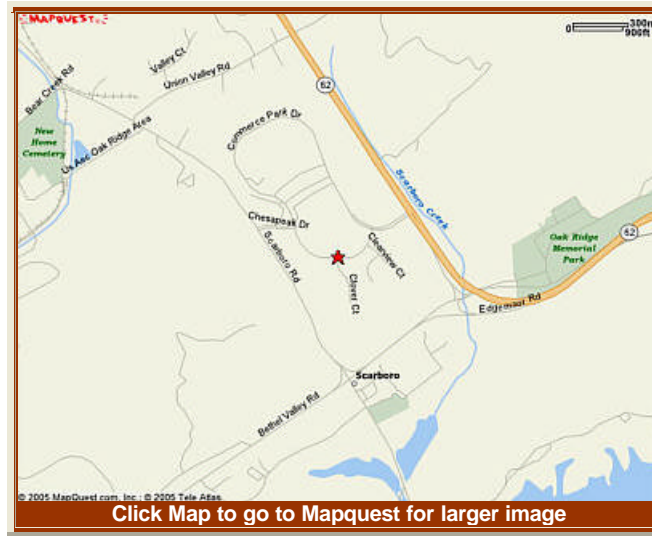 MAPQUEST
0 300m
900ft
Bear Creek Rd
Valley Ct
Union Valley Rd
62
Commerce Park Dr
New
Home
Cemetery
Us Aec Oak Ridge Area
Scarboro Creek
Chesapeak Dr
Scarboro Rd
Clearview Ct
Clover Ct
Oak Ridge
Memorial
Park
62
Edgemoor Rd
Scarboro
Bethel Valley Rd
© 2005 MapQuest.com, Inc.; © 2005 Tele Atlas
Click Map to go to Mapquest for larger image